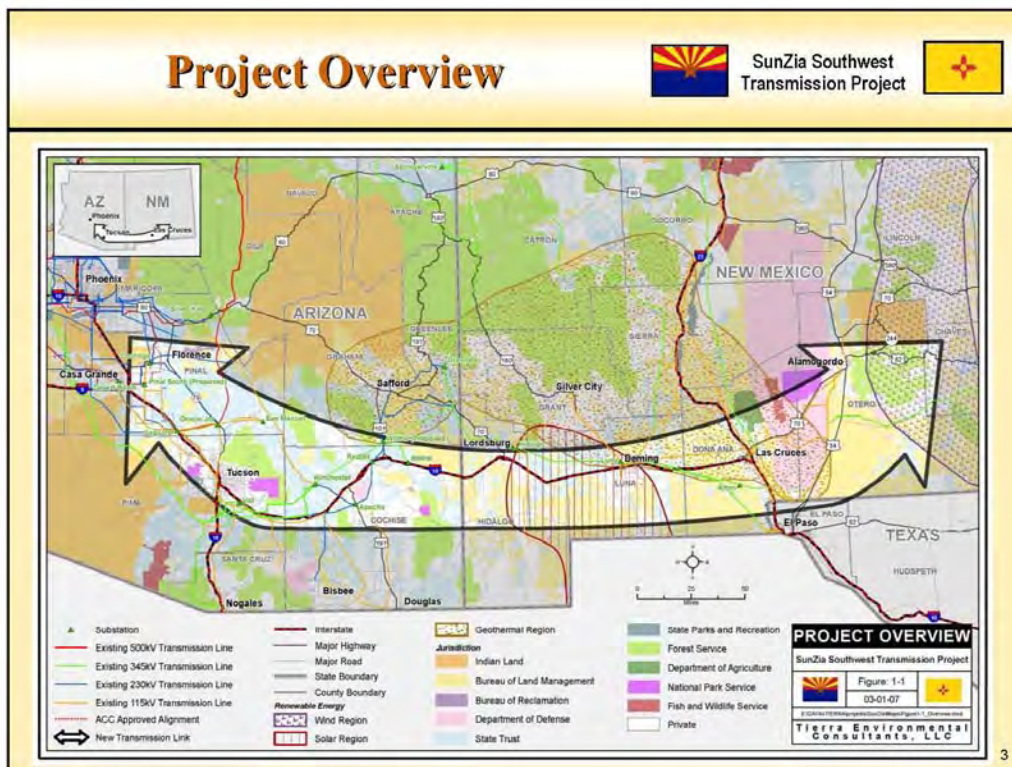 Project Overview
SunZia Southwest
Transmission Project
AZ
NM
Phoenix
Tucson
Las Cruces
NAVAJO
APACHE
CATRON
SOCORRO
LINCOLN
GILA
NEW MEXICO
Phoenix
MARICOPA
ARIZONA
GREENLEE
SIERRA
CHAVES
GRAHAM
Florence
PINAL
Casa Grande
Safford
Silver City
GRANT
Alamogordo
OTERO
Lordsburg
DONA ANA
Deming
Las Cruces
LUNA
Tucson
PIMA
Winchester
Apache
COCHISE
HIDALGO
El Paso
EL PASO
TEXAS
HUDSPETH
SANTA CRUZ
Bisbee
Nogales
Douglas
0 25 50
Miles
Substation
Existing 500kV Transmission Line
Existing 345kV Transmission Line
Existing 230kV Transmission Line
Existing 115kV Transmission Line
ACC Approved Alignment
New Transmission Link
Interstate
Major Highway
Major Road
State Boundary
County Boundary
Renewable Energy
Wind Region
Solar Region
Geothermal Region
Jurisdiction
Indian Land
Bureau of Land Management
Bureau of Reclamation
Department of Defense
State Trust
State Parks and Recreation
Forest Service
Department of Agriculture
National Park Service
Fish and Wildlife Service
Private
PROJECT OVERVIEW
SunZia Southwest Transmission Project
Figure: 1-1
03-01-07
Tierra Environmental
Consultants, LLC
3